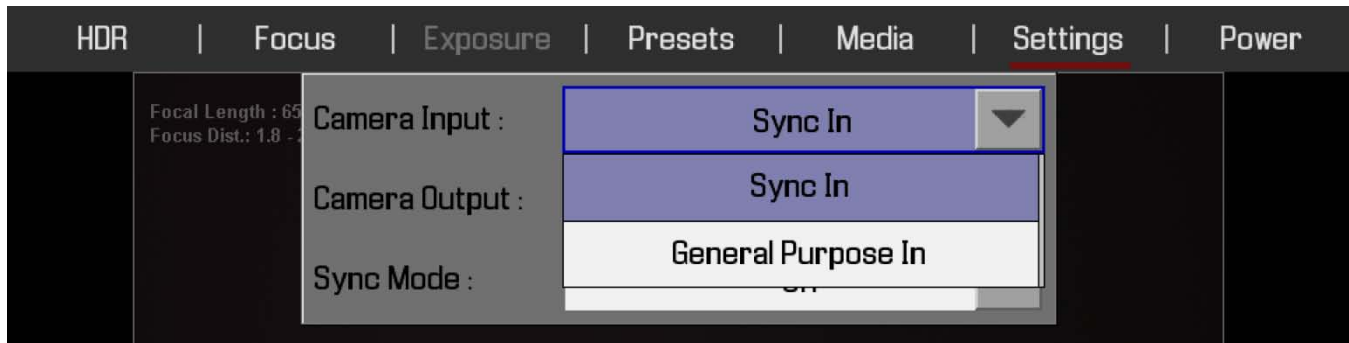 HDR | Focus | Exposure | Presets | Media | Settings | Power
Focal Length : 65
Focus Dist.: 1.8 -
Camera Input : Sync In
Sync In
Camera Output :
General Purpose In
Sync Mode :